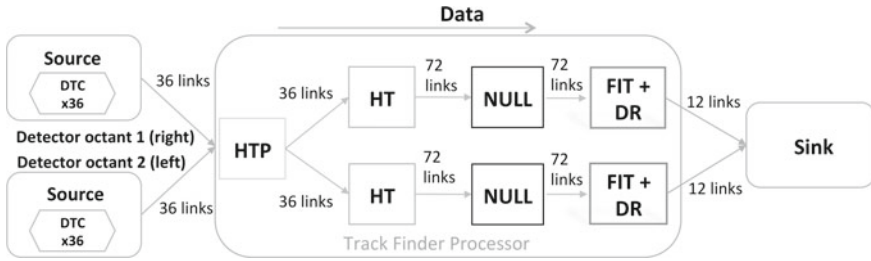 Data
Source
DTC
x36
36 links
Detector octant 1 (right)
Detector octant 2 (left)
Source
DTC
x36
36 links
HTP
36 links
HT
72
links
NULL
72
links
FIT +
DR
12 links
36 links
HT
72
links
NULL
72
links
FIT +
DR
12 links
Sink
Track Finder Processor